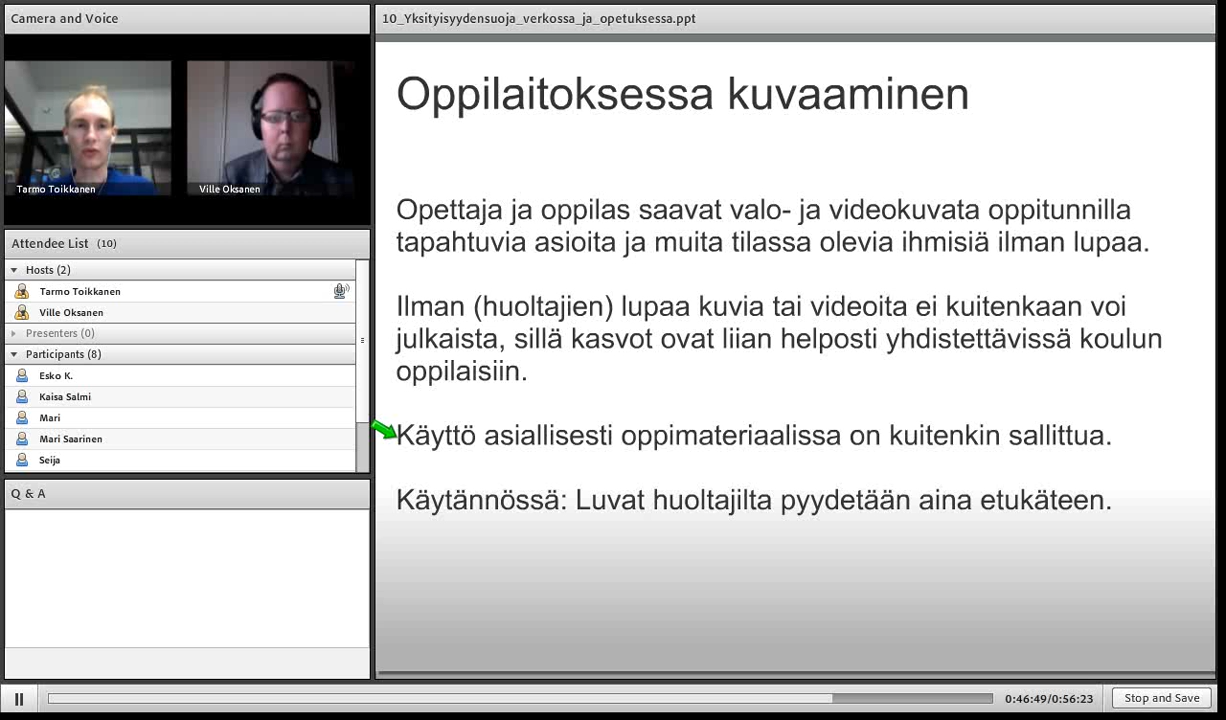 Camera and Voice
Tarmo Toikkanen
Ville Oksanen
Attendee List (10)
Hosts (2)
Tarmo Toikkanen
Ville Oksanen
Presenters (0)
Participants (8)
Esko K.
Kaisa Salmi
Mari
Mari Saarinen
Seija
Q & A
10_Yksityisyydensuoja_verkossa_ja_opetuksessa.ppt
Oppilaitoksessa kuvaaminen
Opettaja ja oppilas saavat valo- ja videokuvata oppitunnilla
tapahtuvia asioita ja muita tilassa olevia ihmisiä ilman lupaa.
Ilman (huoltajien) lupaa kuvia tai videoita ei kuitenkaan voi
julkaista, sillä kasvot ovat liian helposti yhdistettävissä koulun
oppilaisiin.
Käyttö asiallisesti oppimateriaalissa on kuitenkin sallittua.
Käytännössä: Luvat huoltajilta pyydetään aina etukäteen.
0:46:49/0:56:23
Stop and Save